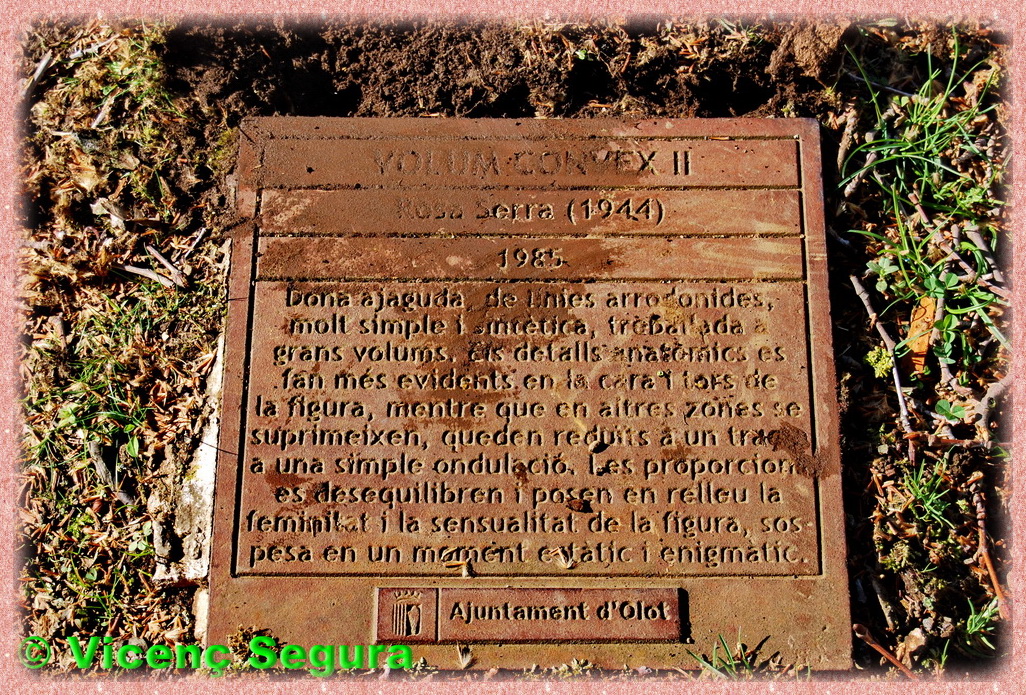 VOLUM CONVEX II
Rosa Serra (1944)
1985
Dona ajaguda, de línies arrodonides,
molt simple i sintètica, treballada a
grans volums. Els detalls anatòmics es
fan més evidents en la cara i tors de
la figura, mentre que en altres zones se
suprimeixen, queden reduïts a un traç o
a una simple ondulació. Les proporcions
es desequilibren i posen en relleu la
feminitat i la sensualitat de la figura, sos
pesa en un moment estàtic i enigmàtic.
Ajuntament d'Olot
© Vicenç Segura